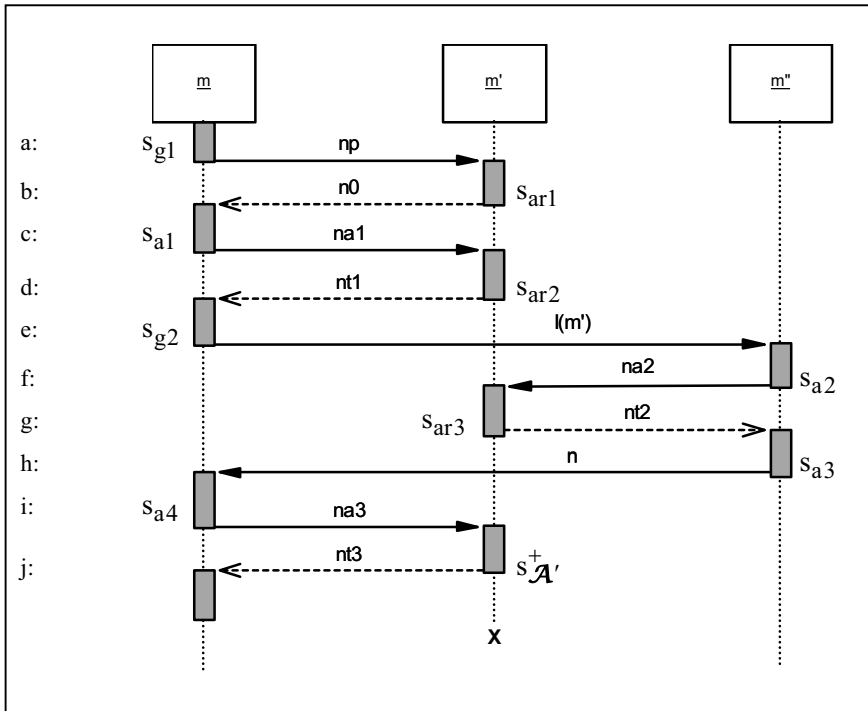 m m' m"
a: s_g1 np
b: n0 s_ar1
c: s_a1 na1
d: nt1 s_ar2
e: s_g2 l(m')
f: na2 s_a2
g: s_ar3 nt2
h: n s_a3
i: s_a4 na3
j: nt3 s^+_𝒜′
X